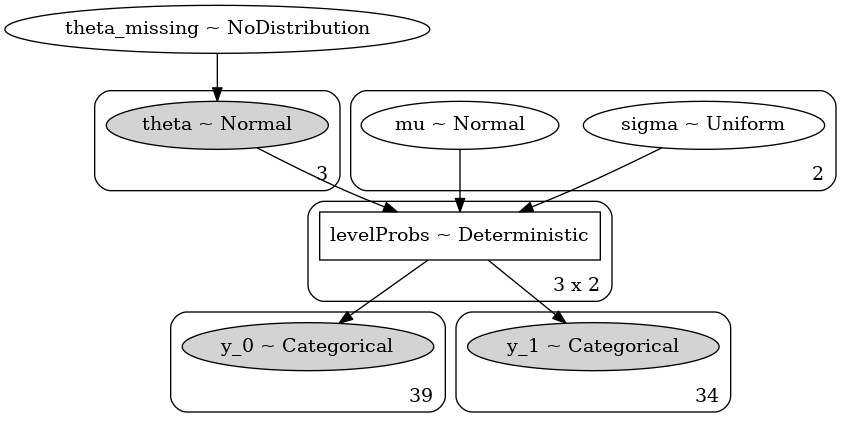 theta_missing ~ NoDistribution
theta ~ Normal
3
mu ~ Normal
sigma ~ Uniform
2
levelProbs ~ Deterministic
3 x 2
y_0 ~ Categorical
39
y_1 ~ Categorical
34